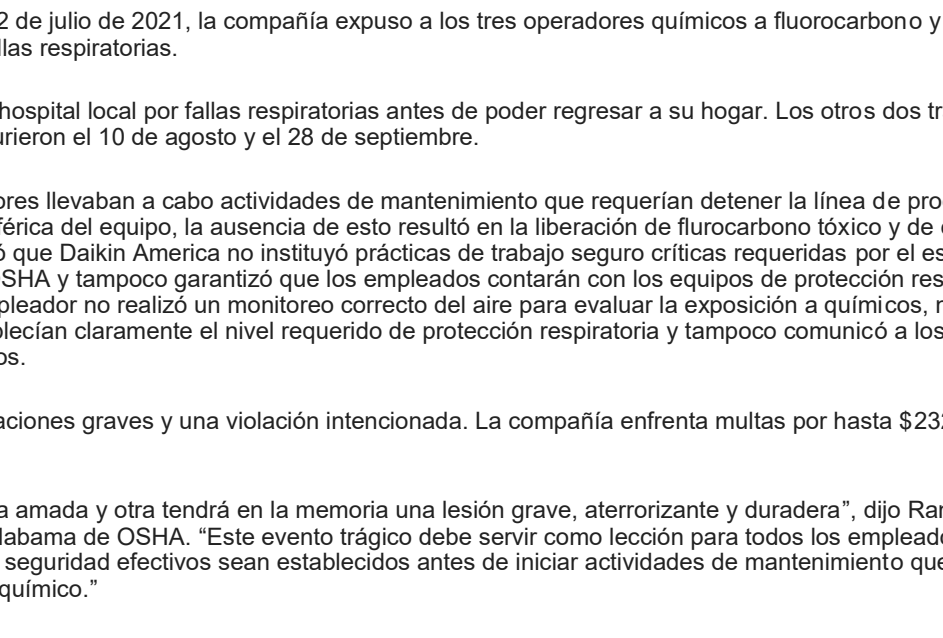 2 de julio de 2021, la compañía expuso a los tres operadores químicos a fluorocarbono y
llas respiratorias.
hospital local por fallas respiratorias antes de poder regresar a su hogar. Los otros dos tr
urieron el 10 de agosto y el 28 de septiembre.
ores llevaban a cabo actividades de mantenimiento que requerían detener la línea de pro
férica del equipo, la ausencia de esto resultó en la liberación de flurocarbono tóxico y de
ó que Daikin America no instituyó prácticas de trabajo seguro críticas requeridas por el es
OSHA y tampoco garantizó que los empleados contarán con los equipos de protección res
pleador no realizó un monitoreo correcto del aire para evaluar la exposición a químicos,
blecían claramente el nivel requerido de protección respiratoria y tampoco comunicó a los
os.
aciones graves y una violación intencionada. La compañía enfrenta multas por hasta $232
a amada y otra tendrá en la memoria una lesión grave, aterrorizante y duradera”, dijo Ra
labama de OSHA. “Este evento trágico debe servir como lección para todos los emplead
seguridad efectivos sean establecidos antes de iniciar actividades de mantenimiento que
químico.”